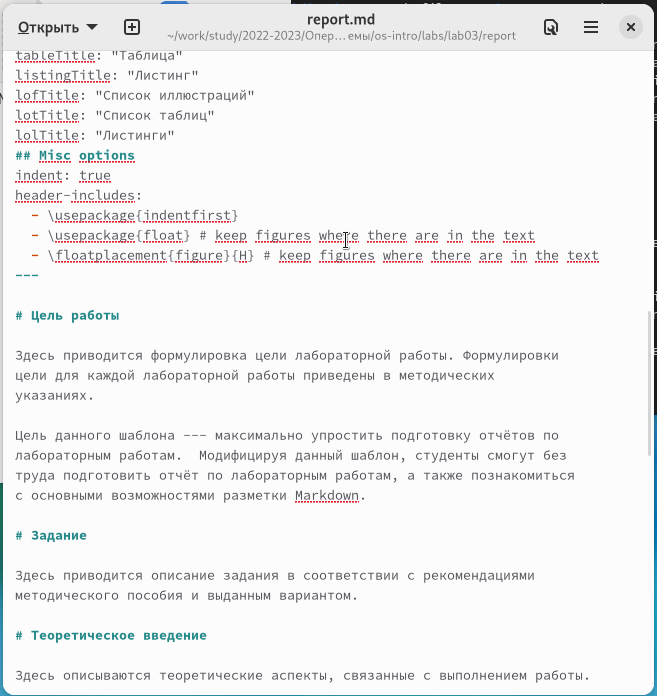 Открыть
report.md
~/work/study/2022-2023/Опер…емы/os-intro/labs/lab03/report
tableTitle: "Таблица"
listingTitle: "Листинг"
lofTitle: "Список иллюстраций"
lotTitle: "Список таблиц"
lolTitle: "Листинги"
## Misc options
indent: true
header-includes:
  - \usepackage{indentfirst}
  - \usepackage{float} # keep figures where there are in the text
  - \floatplacement{figure}{H} # keep figures where there are in the text
---
# Цель работы
Здесь приводится формулировка цели лабораторной работы. Формулировки
цели для каждой лабораторной работы приведены в методических
указаниях.
Цель данного шаблона --- максимально упростить подготовку отчётов по
лабораторным работам.  Модифицируя данный шаблон, студенты смогут без
труда подготовить отчёт по лабораторным работам, а также познакомиться
с основными возможностями разметки Markdown.
# Задание
Здесь приводится описание задания в соответствии с рекомендациями
методического пособия и выданным вариантом.
# Теоретическое введение
Здесь описываются теоретические аспекты, связанные с выполнением работы.